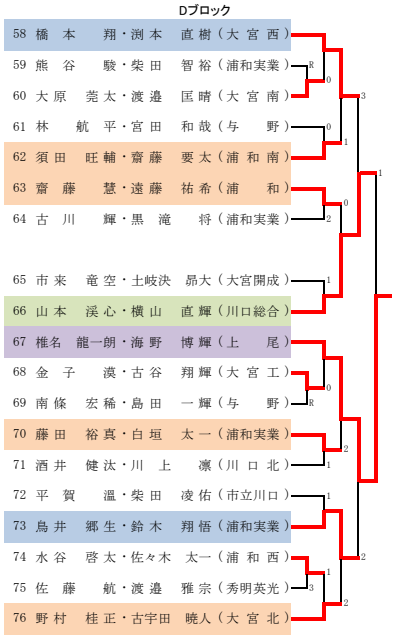 Dブロック
58 橋本 翔・渕本 直樹(大宮西)
59 熊谷 駿・柴田 智裕(浦和実業)
R
0
60 大原 莞太・渡邉 匡晴(大宮南)
3
61 林 航平・宮田 和哉(与野)
0
1
62 須田 旺輔・齋藤 要太(浦和南)
1
63 齋藤 慧・遠藤 祐希(浦和)
0
64 古川 輝・黒滝 将(浦和実業)
2
65 市来 竜空・土岐決 昴大(大宮開成)
1
66 山本 渓心・横山 直輝(川口総合)
67 椎名 龍一朗・海野 博輝(上尾)
68 金子 漠・古谷 翔輝(大宮工)
0
69 南條 宏稀・島田 一輝(与野)
R
70 藤田 裕真・白垣 太一(浦和実業)
2
71 酒井 健汰・川上 凛(川口北)
1
72 平賀 温・柴田 凌佑(市立川口)
1
73 鳥井 郷生・鈴木 翔悟(浦和実業)
2
74 水谷 啓太・佐々木 太一(浦和西)
1
75 佐藤 航・渡邉 雅宗(秀明英光)
3
2
76 野村 桂正・古宇田 暁人(大宮北)